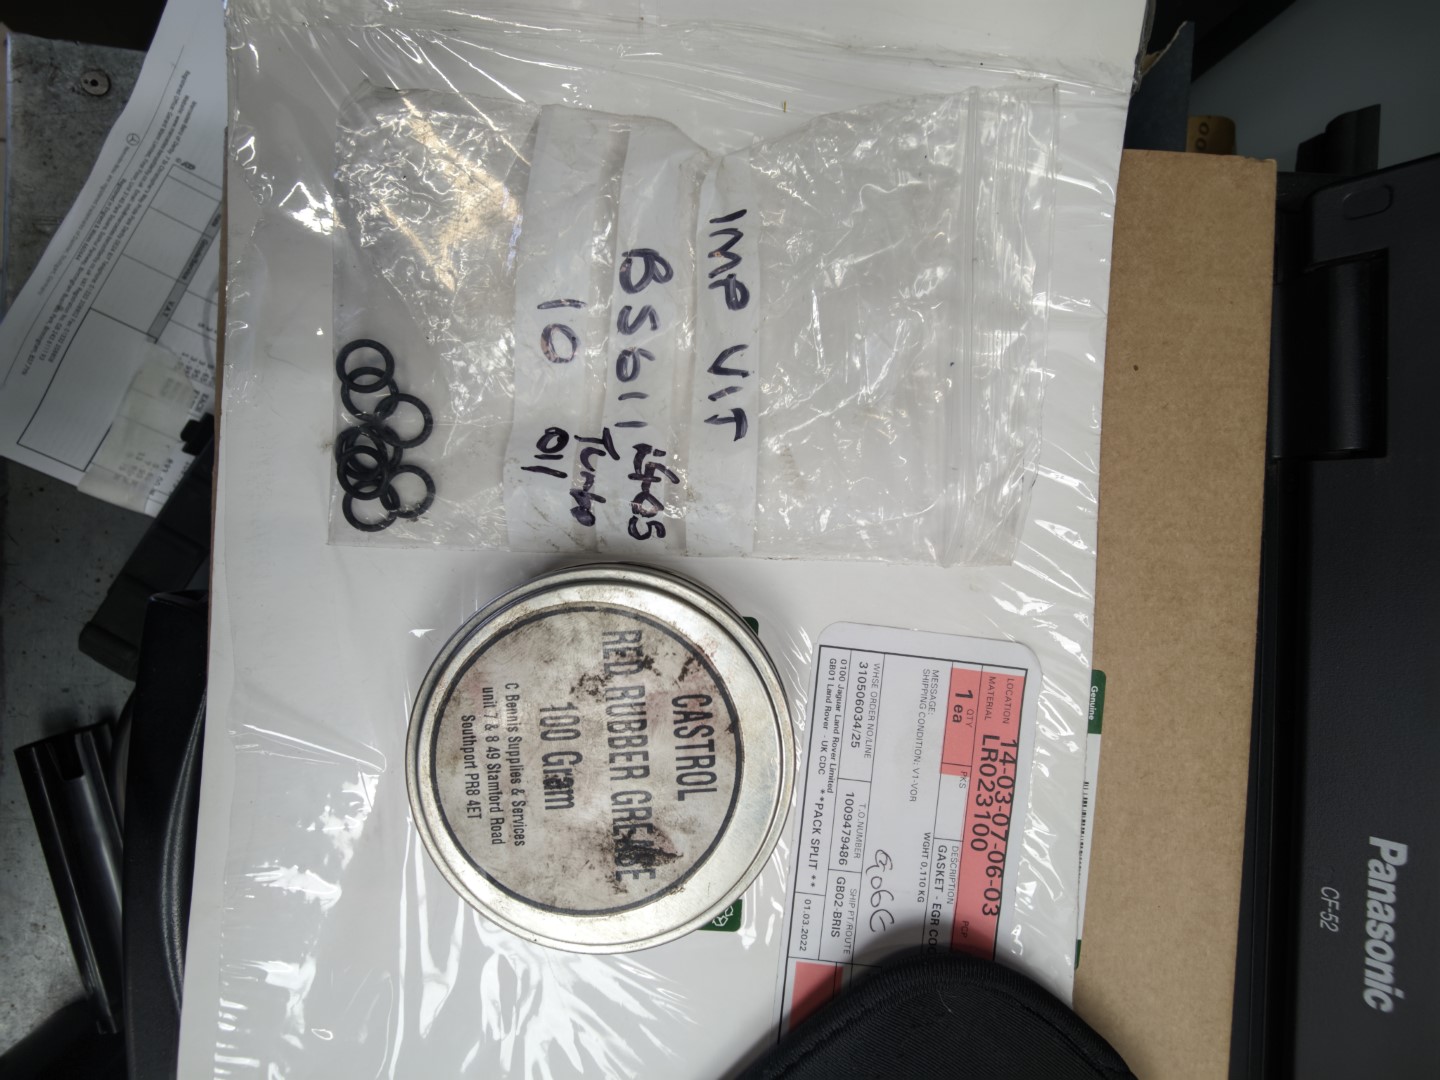 IMP VIT
BS611
10
Turbo
oil
CASTROL
RED RUBBER GREASE
100 Gram
C Bennis Supplies & Services
unit 7 & 8 49 Stamford Road
Southport PR8 4ET
Genuine
LOCATION 14-03-07-06-03
MATERIAL LR023100
QTY PKS DESCRIPTION POP
1 ea GASKET - EGR COO
WGHT 0,110 KG
MESSAGE:
SHIPPING CONDITION: V1-VOR
WHSE ORDER NO/LINE T.O.NUMBER SHIP PT/ROUTE
310506034/25 1009479486 GB02-BRIS
0100 Jaguar Land Rover Limited
GB01 Land Rover - UK CDC **PACK SPLIT ** 01.03.2022
Panasonic
CF-52